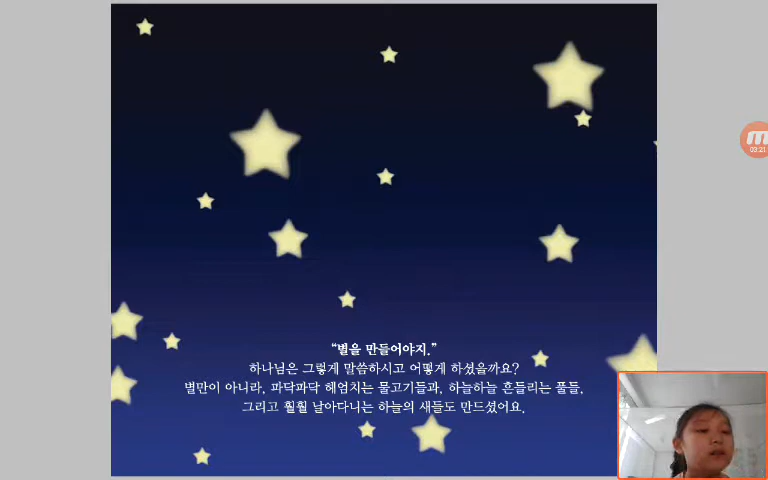 “별을 만들어야지.”
하나님은 그렇게 말씀하시고 어떻게 하셨을까요?
별만이 아니라, 파닥파닥 헤엄치는 물고기들과, 하늘하늘 흔들리는 풀들,
그리고 훨훨 날아다니는 하늘의 새들도 만드셨어요.
03:21